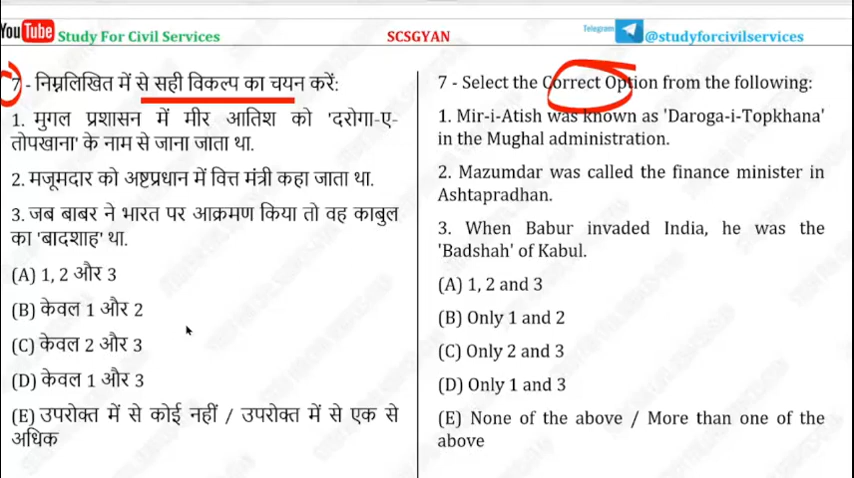 You Tube Study For Civil Services
SCSGYAN
Telegram @studyforcivilservices
7 - निम्नलिखित में से सही विकल्प का चयन करें:
1. मुगल प्रशासन में मीर आतिश को 'दरोगा-ए-
तोपखाना' के नाम से जाना जाता था.
2. मजूमदार को अष्टप्रधान में वित्त मंत्री कहा जाता था.
3. जब बाबर ने भारत पर आक्रमण किया तो वह काबुल
का 'बादशाह' था.
(A) 1, 2 और 3
(B) केवल 1 और 2
(C) केवल 2 और 3
(D) केवल 1 और 3
(E) उपरोक्त में से कोई नहीं / उपरोक्त में से एक से
अधिक
7 - Select the Correct Option from the following:
1. Mir-i-Atish was known as 'Daroga-i-Topkhana'
in the Mughal administration.
2. Mazumdar was called the finance minister in
Ashtapradhan.
3. When Babur invaded India, he was the
'Badshah' of Kabul.
(A) 1, 2 and 3
(B) Only 1 and 2
(C) Only 2 and 3
(D) Only 1 and 3
(E) None of the above / More than one of the
above